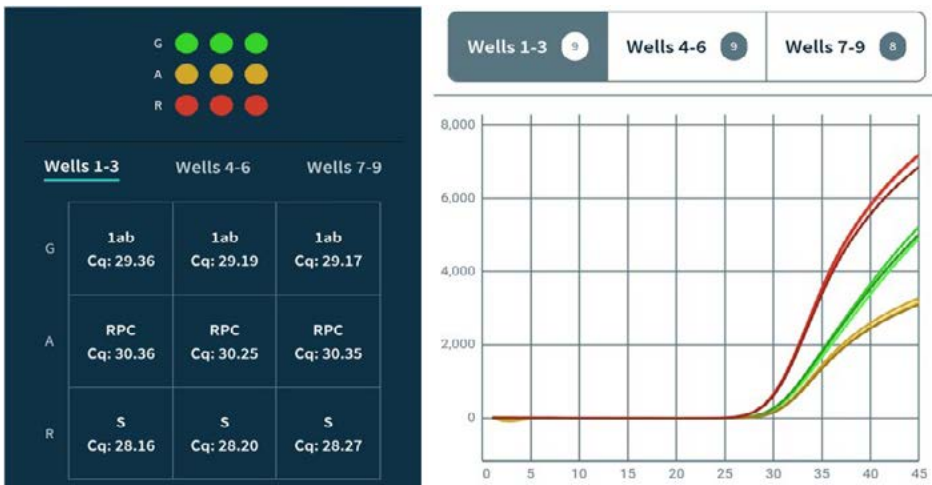 G
A
R
Wells 1-3 Wells 4-6 Wells 7-9
G
1ab 1ab 1ab
Cq: 29.36 Cq: 29.19 Cq: 29.17
A
RPC RPC RPC
Cq: 30.36 Cq: 30.25 Cq: 30.35
R
S S S
Cq: 28.16 Cq: 28.20 Cq: 28.27
Wells 1-3 9 Wells 4-6 9 Wells 7-9 8
8,000
6,000
4,000
2,000
0
0 5 10 15 20 25 30 35 40 45